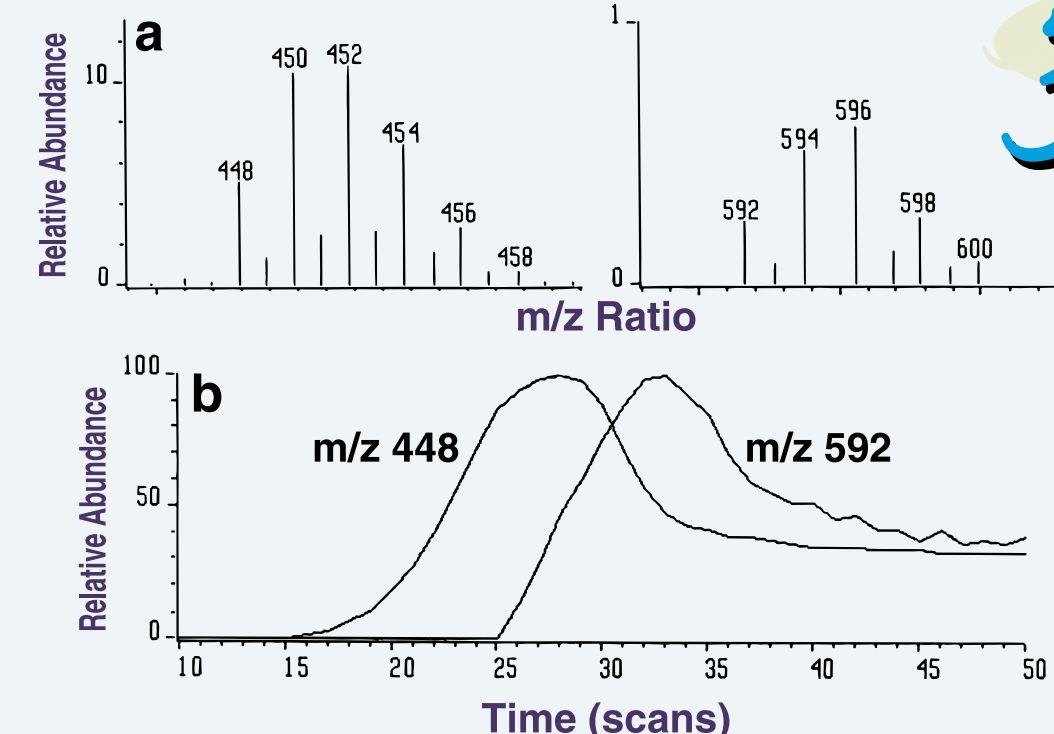 a
Relative Abundance
10
0
448
450
452
454
456
458
1
0
592
594
596
598
600
m/z Ratio
b
Relative Abundance
100
50
0
m/z 448
m/z 592
10 15 20 25 30 35 40 45 50
Time (scans)